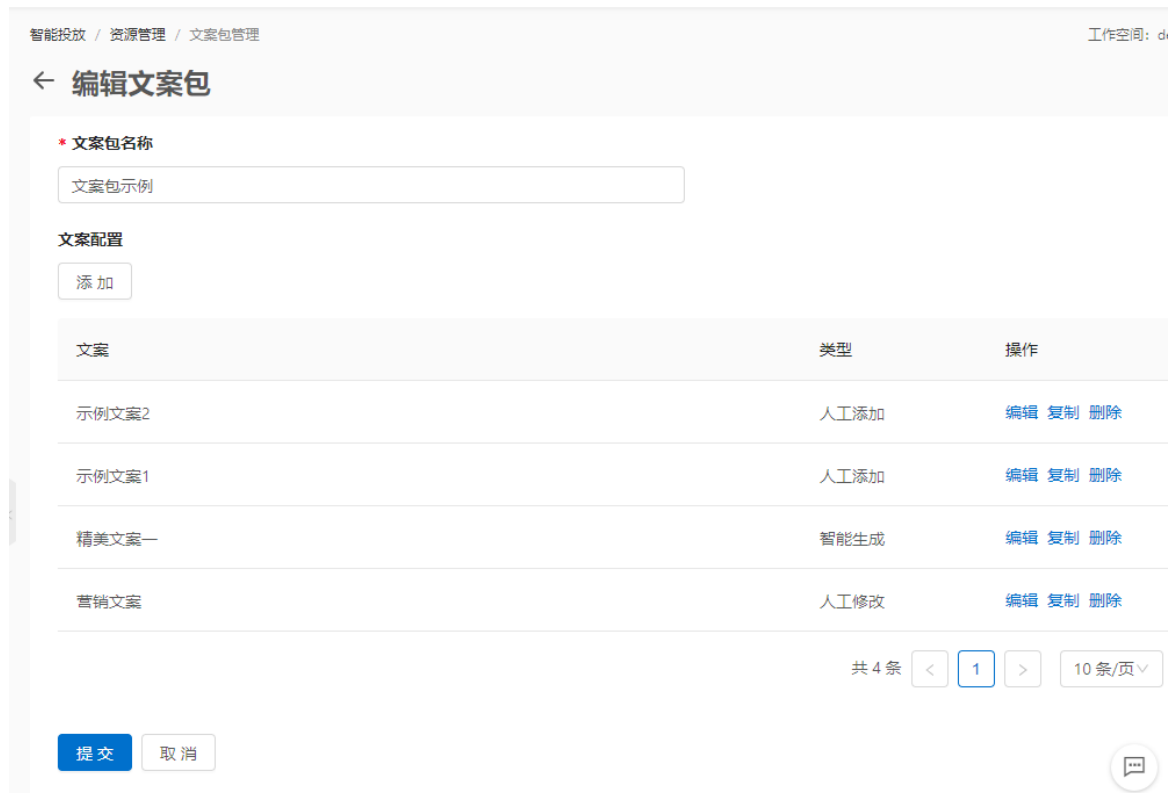 智能投放 / 资源管理 / 文案包管理 工作空间: de
← 编辑文案包
* 文案包名称
文案包示例
文案配置
添 加
文案 类型 操作
示例文案2 人工添加 编辑 复制 删除
示例文案1 人工添加 编辑 复制 删除
精美文案一 智能生成 编辑 复制 删除
营销文案 人工修改 编辑 复制 删除
共 4 条 < 1 > 10 条/页
提 交 取 消